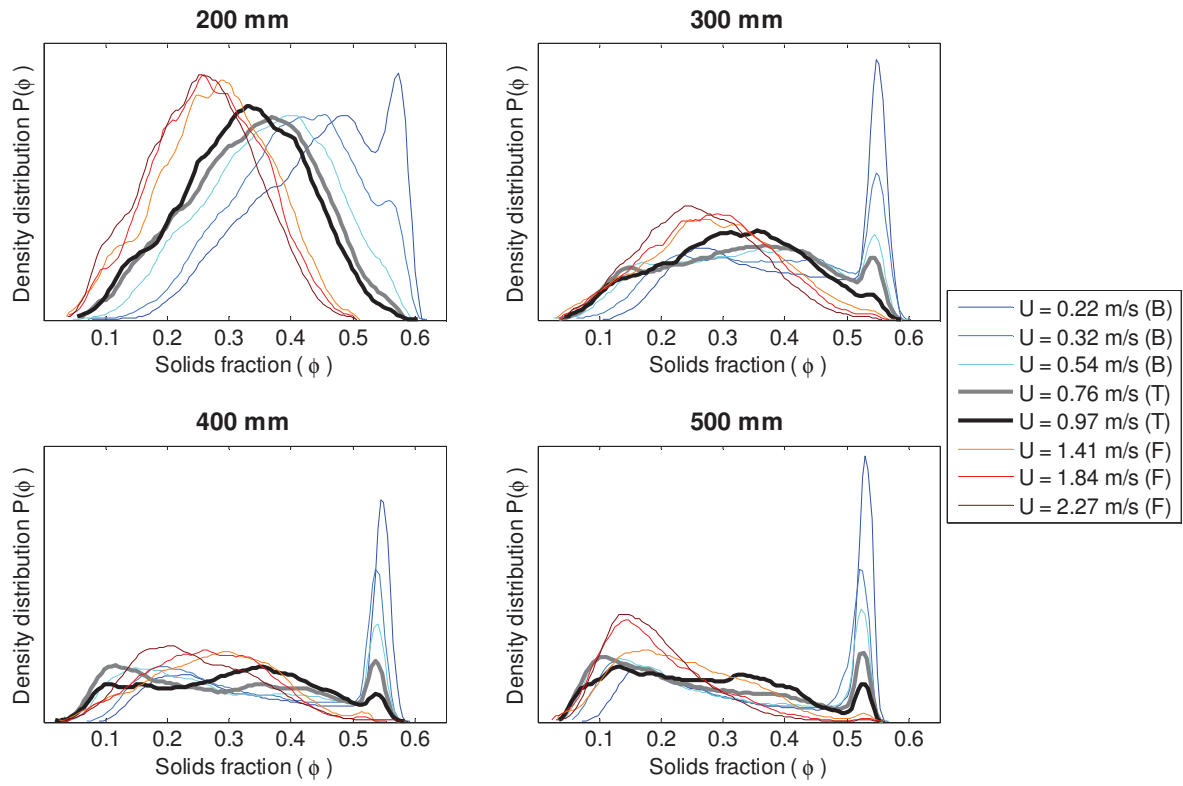 200 mm
Density distribution P(ϕ )
0.1 0.2 0.3 0.4 0.5 0.6
Solids fraction ( ϕ )
300 mm
Density distribution P(ϕ )
0.1 0.2 0.3 0.4 0.5 0.6
Solids fraction ( ϕ )
400 mm
Density distribution P(ϕ )
0.1 0.2 0.3 0.4 0.5 0.6
Solids fraction ( ϕ )
500 mm
Density distribution P(ϕ )
0.1 0.2 0.3 0.4 0.5 0.6
Solids fraction ( ϕ )
U = 0.22 m/s (B)
U = 0.32 m/s (B)
U = 0.54 m/s (B)
U = 0.76 m/s (T)
U = 0.97 m/s (T)
U = 1.41 m/s (F)
U = 1.84 m/s (F)
U = 2.27 m/s (F)